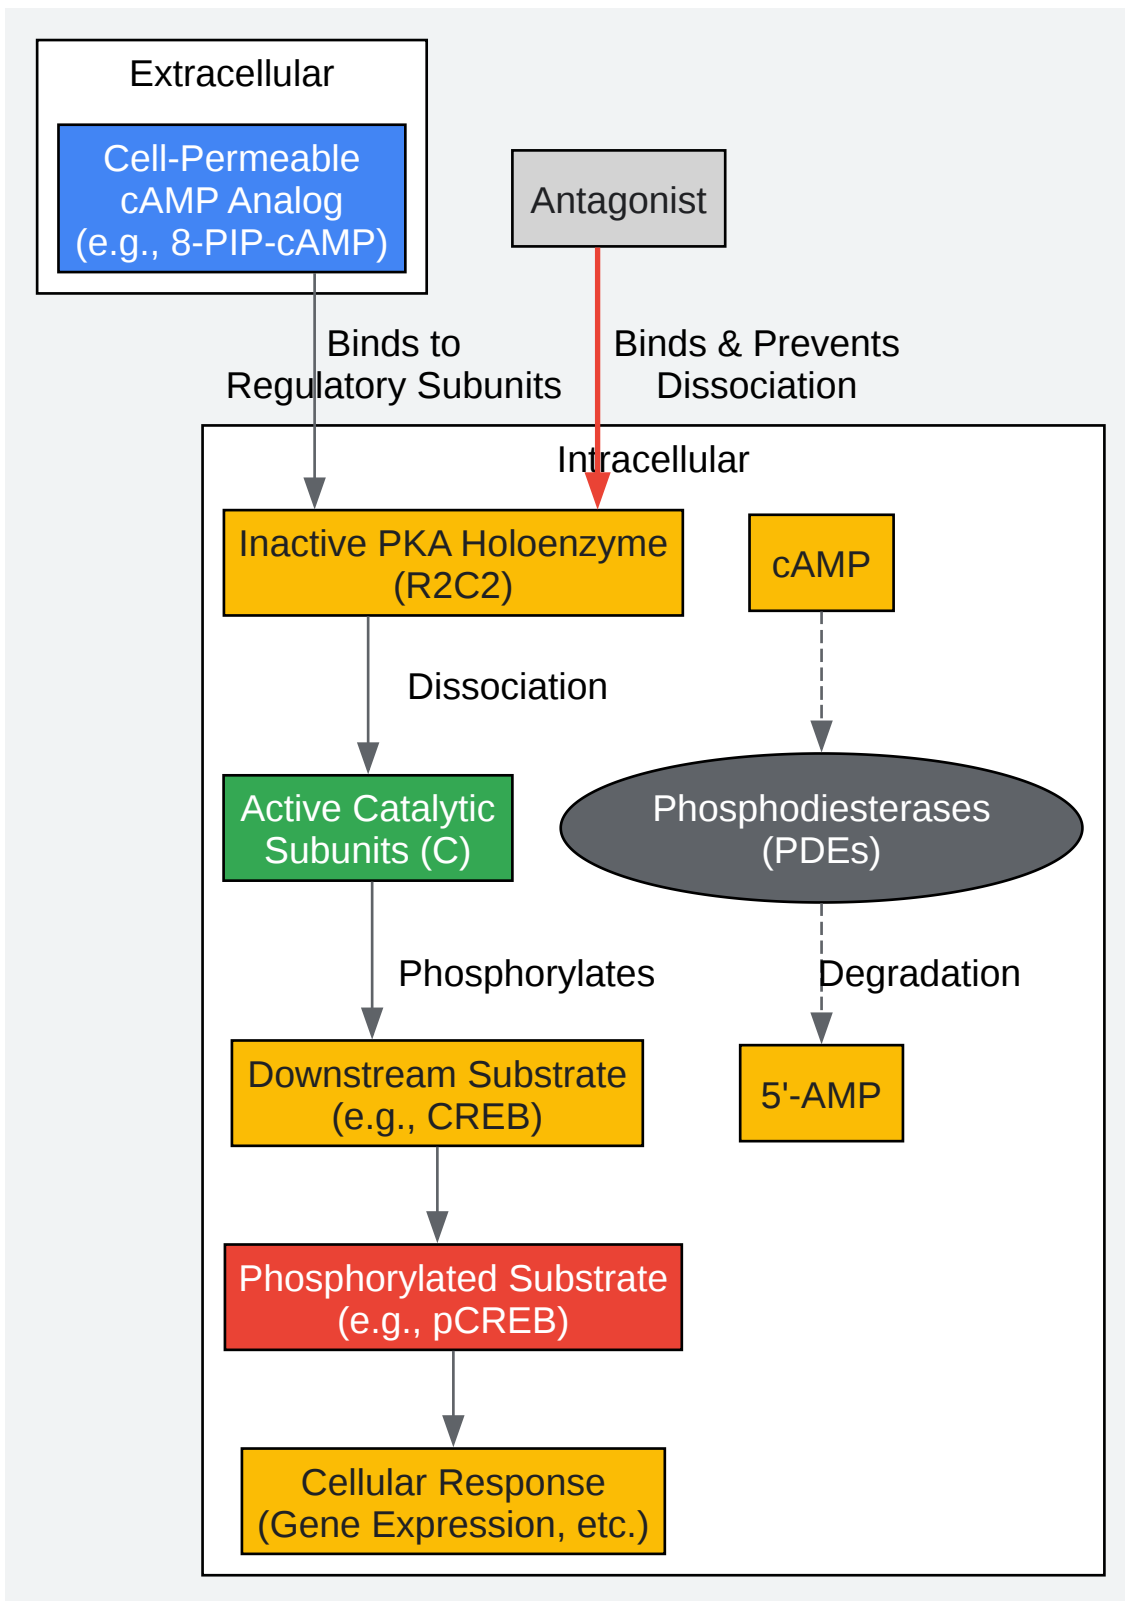 Extracellular
Cell-Permeable
cAMP Analog
(e.g., 8-PIP-cAMP)
Antagonist
Binds to
Regulatory Subunits
Binds & Prevents
Dissociation
Intracellular
Inactive PKA Holoenzyme
(R2C2)
cAMP
Dissociation
Active Catalytic
Subunits (C)
Phosphodiesterases
(PDEs)
Phosphorylates
Degradation
Downstream Substrate
(e.g., CREB)
5'-AMP
Phosphorylated Substrate
(e.g., pCREB)
Cellular Response
(Gene Expression, etc.)